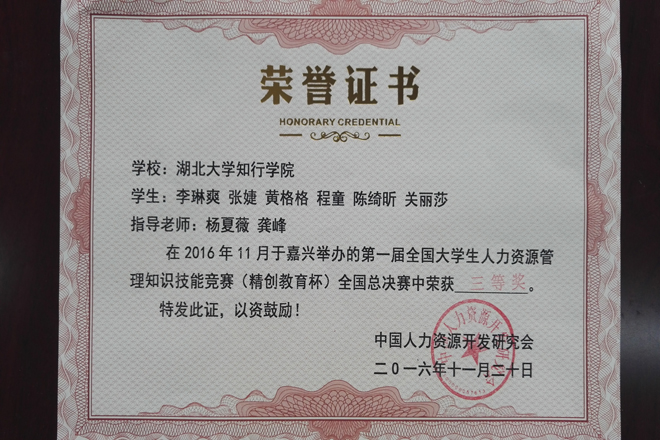 荣誉证书
HONORARY CREDENTIAL
学校：湖北大学知行学院
学生：李琳爽 张婕 黄格格 程童 陈绮昕 关丽莎
指导老师：杨夏薇 龚峰
在 2016 年 11 月于嘉兴举办的第一届全国大学生人力资源管
理知识技能竞赛（精创教育杯）全国总决赛中荣获 三等奖 。
特发此证，以资鼓励！
中国人力资源开发研究会
二〇一六年十一月二十日